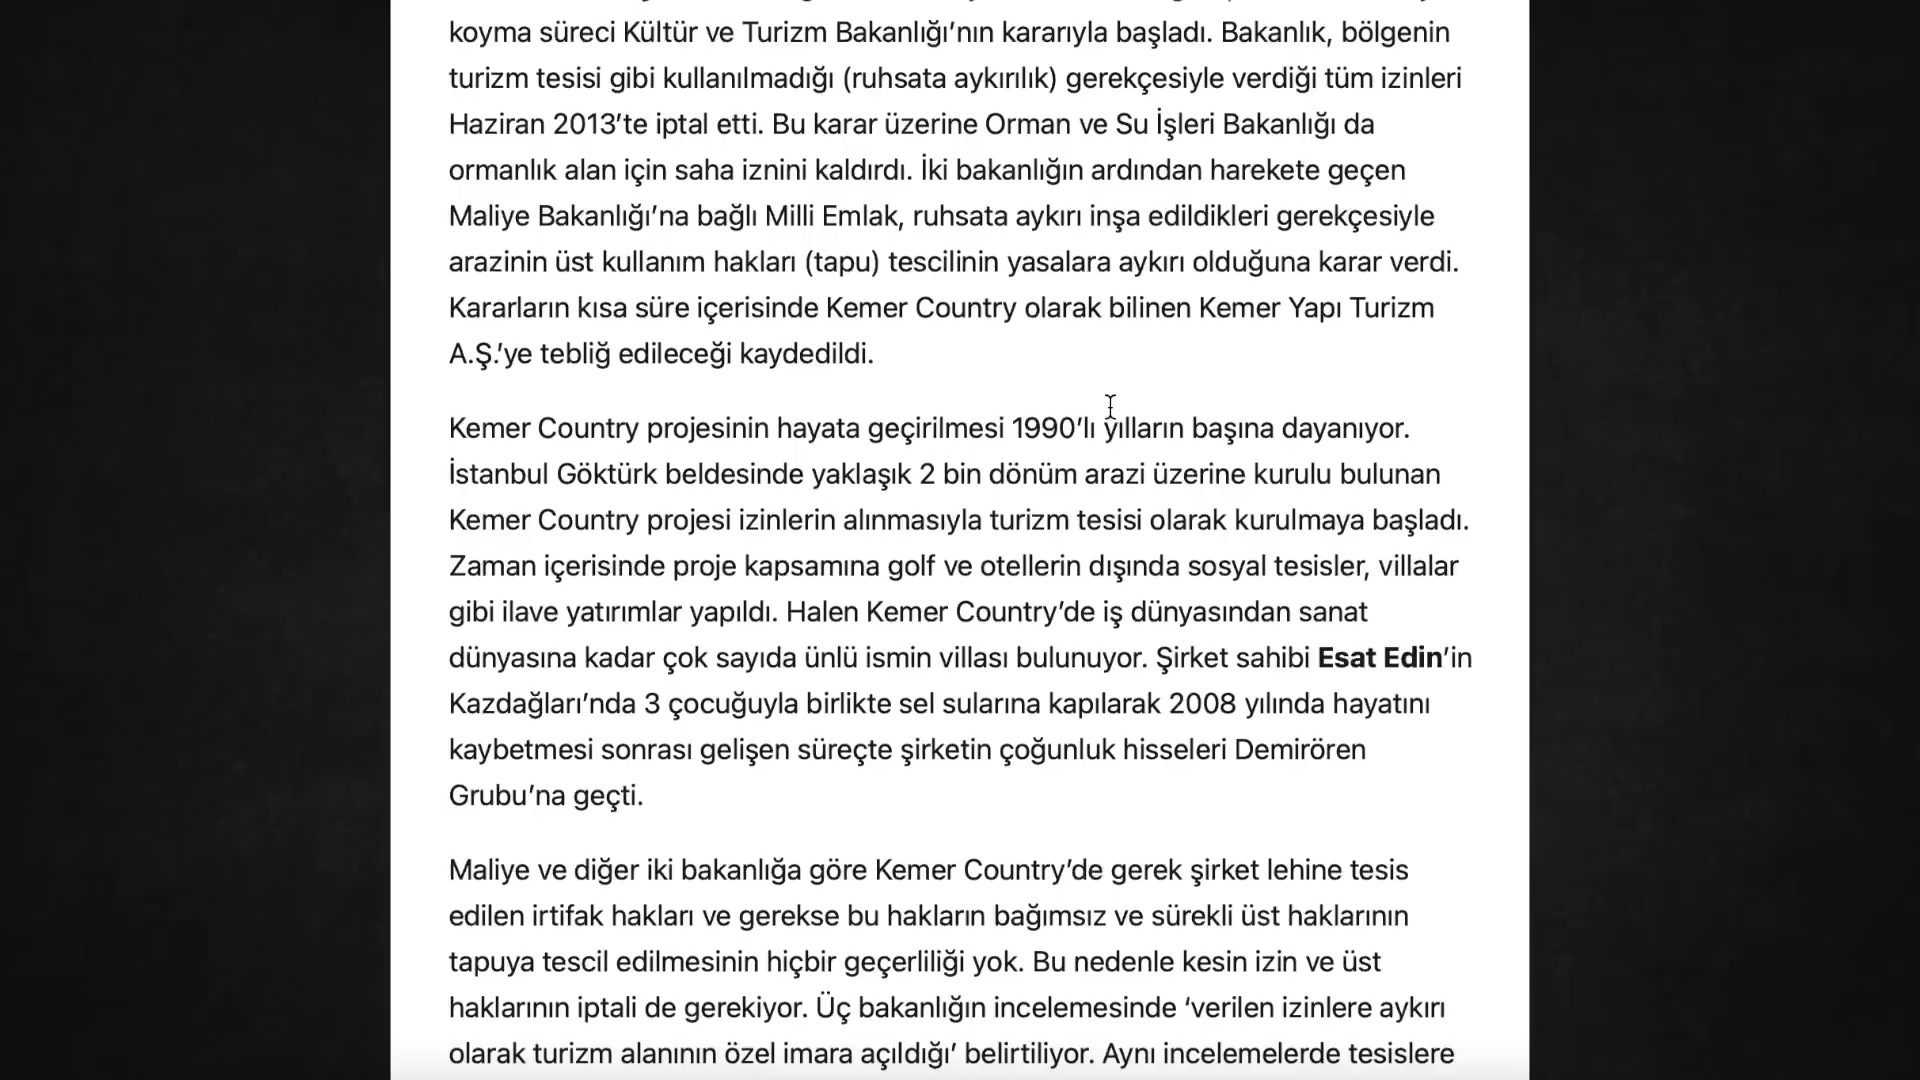 koyma süreci Kültür ve Turizm Bakanlığı’nın kararıyla başladı. Bakanlık, bölgenin
turizm tesisi gibi kullanılmadığı (ruhsata aykırılık) gerekçesiyle verdiği tüm izinleri
Haziran 2013’te iptal etti. Bu karar üzerine Orman ve Su İşleri Bakanlığı da
ormanlık alan için saha iznini kaldırdı. İki bakanlığın ardından harekete geçen
Maliye Bakanlığı’na bağlı Milli Emlak, ruhsata aykırı inşa edildikleri gerekçesiyle
arazinin üst kullanım hakları (tapu) tescilinin yasalara aykırı olduğuna karar verdi.
Kararların kısa süre içerisinde Kemer Country olarak bilinen Kemer Yapı Turizm
A.Ş.’ye tebliğ edileceği kaydedildi.
Kemer Country projesinin hayata geçirilmesi 1990’lı yılların başına dayanıyor.
İstanbul Göktürk beldesinde yaklaşık 2 bin dönüm arazi üzerine kurulu bulunan
Kemer Country projesi izinlerin alınmasıyla turizm tesisi olarak kurulmaya başladı.
Zaman içerisinde proje kapsamına golf ve otellerin dışında sosyal tesisler, villalar
gibi ilave yatırımlar yapıldı. Halen Kemer Country’de iş dünyasından sanat
dünyasına kadar çok sayıda ünlü ismin villası bulunuyor. Şirket sahibi Esat Edin’in
Kazdağları’nda 3 çocuğuyla birlikte sel sularına kapılarak 2008 yılında hayatını
kaybetmesi sonrası gelişen süreçte şirketin çoğunluk hisseleri Demirören
Grubu’na geçti.
Maliye ve diğer iki bakanlığa göre Kemer Country’de gerek şirket lehine tesis
edilen irtifak hakları ve gerekse bu hakların bağımsız ve sürekli üst haklarının
tapuya tescil edilmesinin hiçbir geçerliliği yok. Bu nedenle kesin izin ve üst
haklarının iptali de gerekiyor. Üç bakanlığın incelemesinde ‘verilen izinlere aykırı
olarak turizm alanının özel imara açıldığı’ belirtiliyor. Aynı incelemelerde tesislere